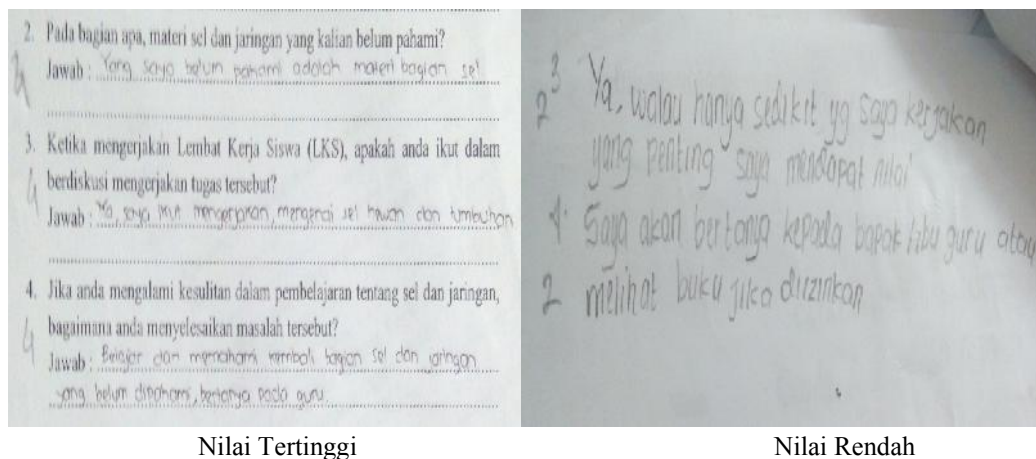 2. Pada bagian apa, materi sel dan jaringan yang kalian belum pahami?
Jawab : Yang saya belum pahami adalah materi bagian sel
3. Ketika mengerjakan Lembat Kerja Siswa (LKS), apakah anda ikut dalam
4 berdiskusi mengerjakan tugas tersebut?
Jawab : Ya, saya ikut mengerjakan, mengenai sel hewan dan tumbuhan
4. Jika anda mengalami kesulitan dalam pembelajaran tentang sel dan jaringan,
4 bagaimana anda menyelesaikan masalah tersebut?
Jawab : Belajar dan memahami kembali bagian sel dan jaringan
yang belum dipahami, bertanya pada guru.
3 Ya, walau hanya sedikit yg saya kerjakan
2 yang penting saya mendapat nilai
4. Saya akan bertanya kepada bapak/ibu guru atau
2 melihat buku jika diizinkan
Nilai Tertinggi
Nilai Rendah